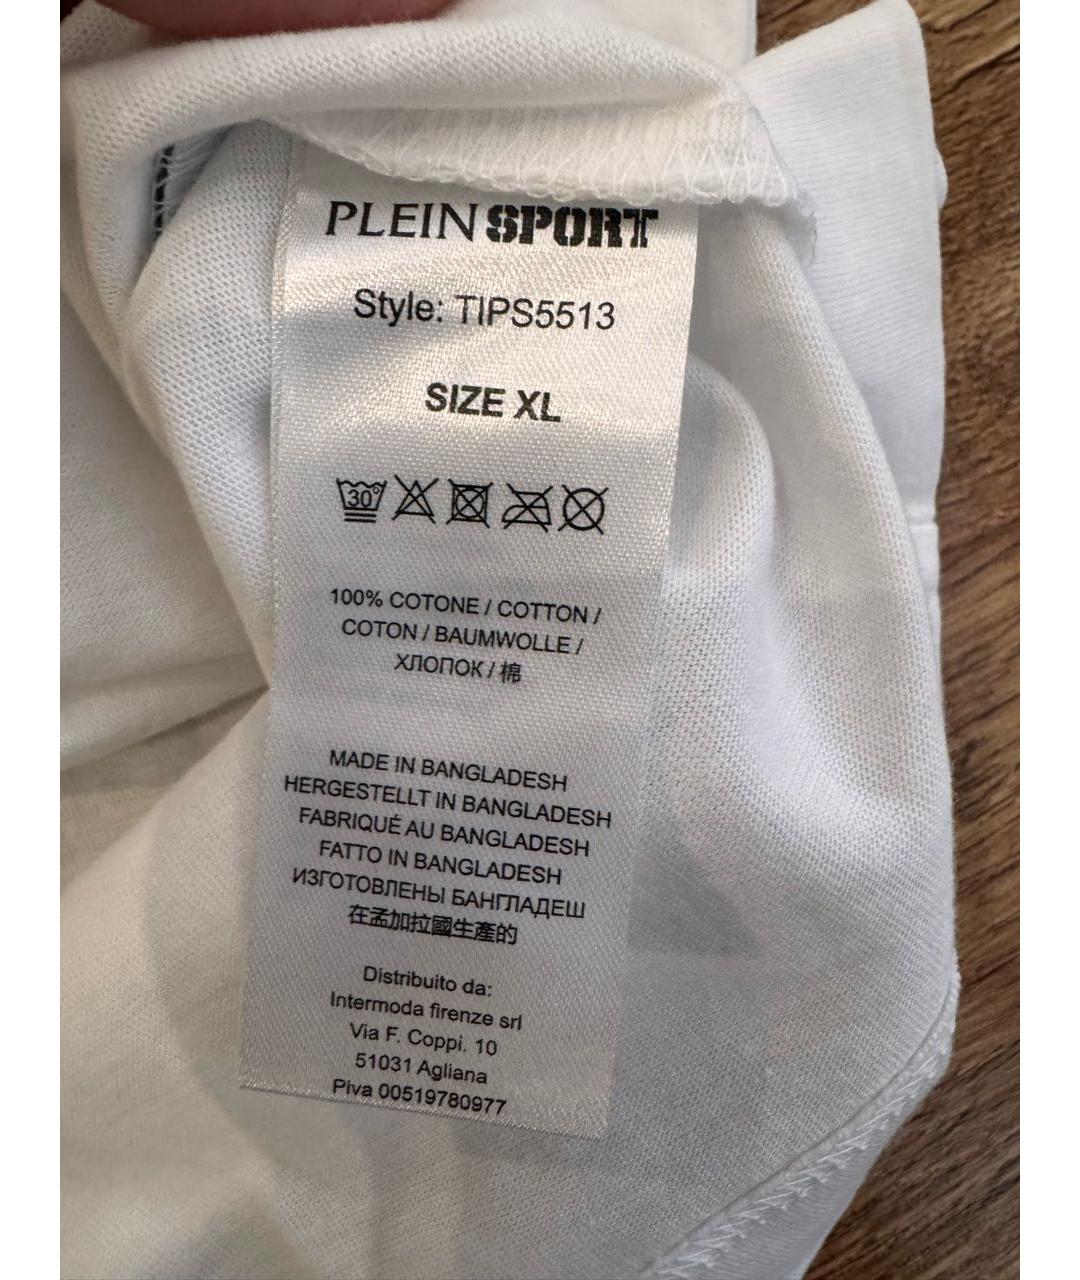 PLEIN SPORT
Style: TIPS5513
SIZE XL
30°
100% COTONE / COTTON /
COTON / BAUMWOLLE /
ХЛОПОК / 棉
MADE IN BANGLADESH
HERGESTELLT IN BANGLADESH
FABRIQUÉ AU BANGLADESH
FATTO IN BANGLADESH
ИЗГОТОВЛЕНЫ БАНГЛАДЕШ
在孟加拉國生產的
Distribuito da:
Intermoda firenze srl
Via F. Coppi. 10
51031 Agliana
Piva 00519780977